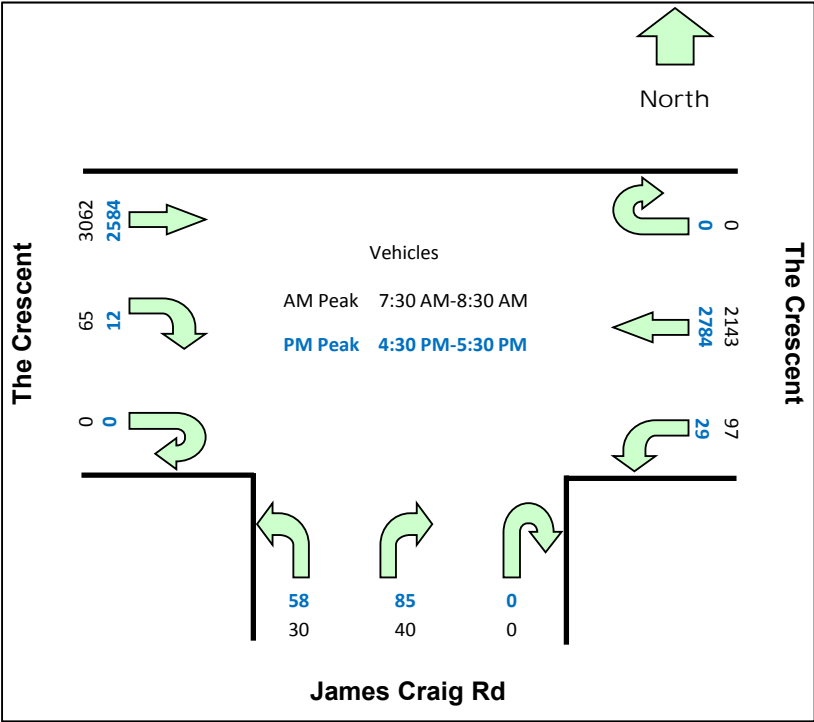 North
3062
2584
65
12
0
0
The Crescent
Vehicles
AM Peak 7:30 AM-8:30 AM
PM Peak 4:30 PM-5:30 PM
0
0
2784
2143
29
97
The Crescent
58 85 0
30 40 0
James Craig Rd